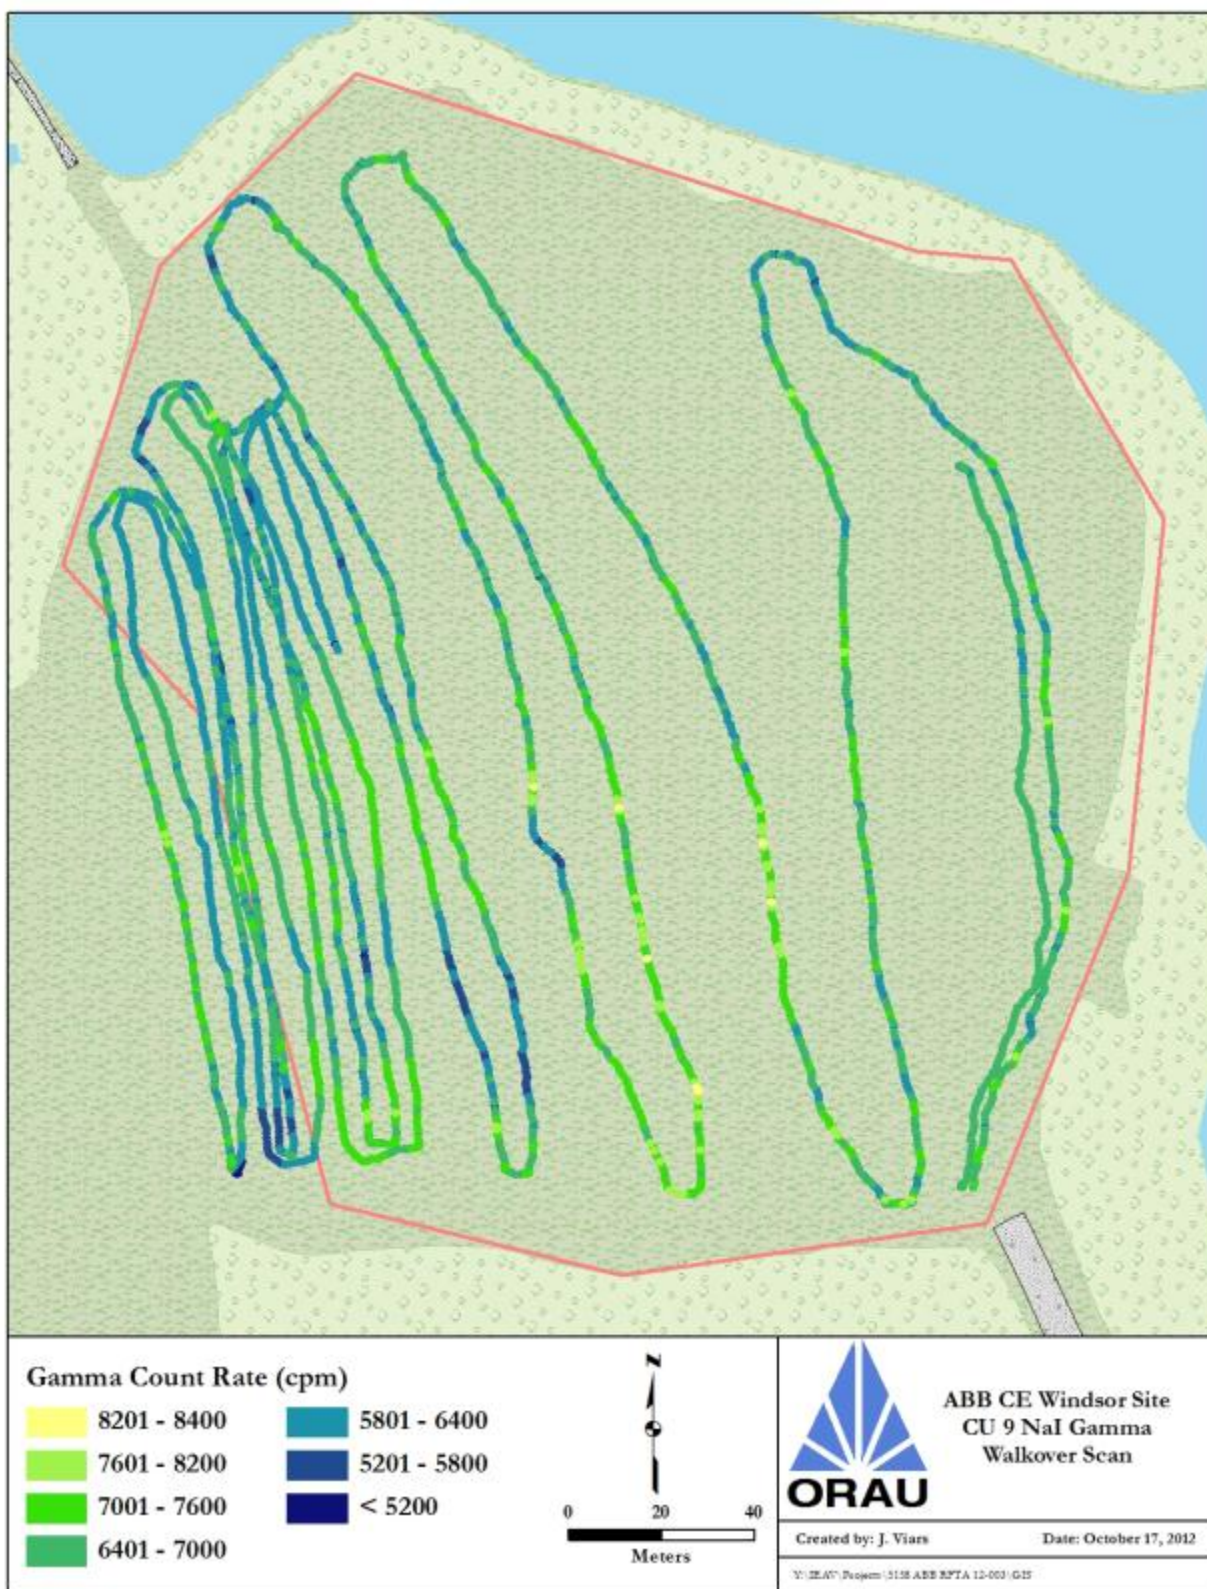 Gamma Count Rate (cpm)
8201 - 8400
7601 - 8200
7001 - 7600
6401 - 7000
5801 - 6400
5201 - 5800
< 5200
N
0 20 40
Meters
ORAU
ABB CE Windsor Site
CU 9 NaI Gamma
Walkover Scan
Created by: J. Viars Date: October 17, 2012